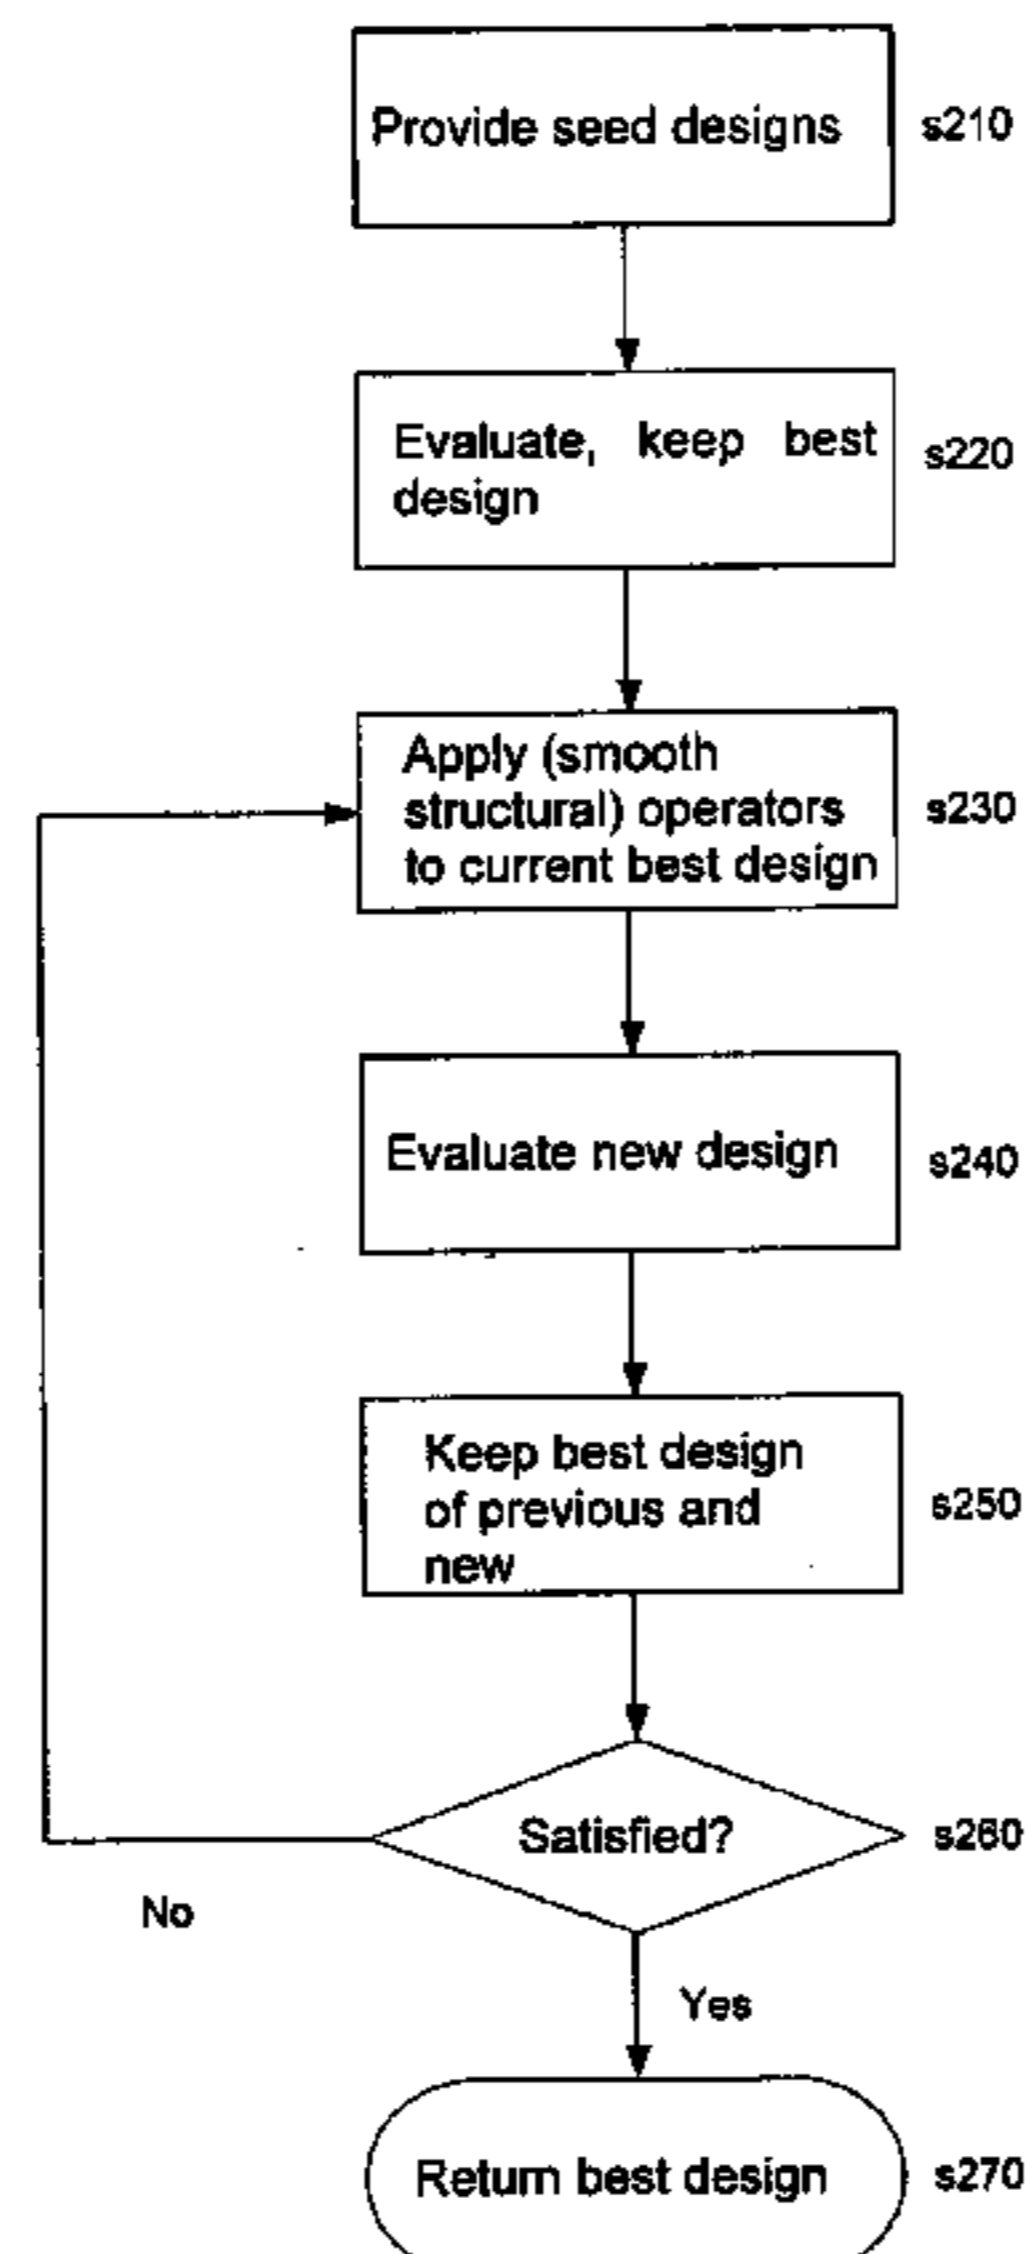 Provide seed designs s210
Evaluate, keep best
design
s220
Apply (smooth
structural) operators
to current best design
s230
Evaluate new design s240
Keep best design
of previous and
new
s250
Satisfied? s260
No
Yes
Return best design s270